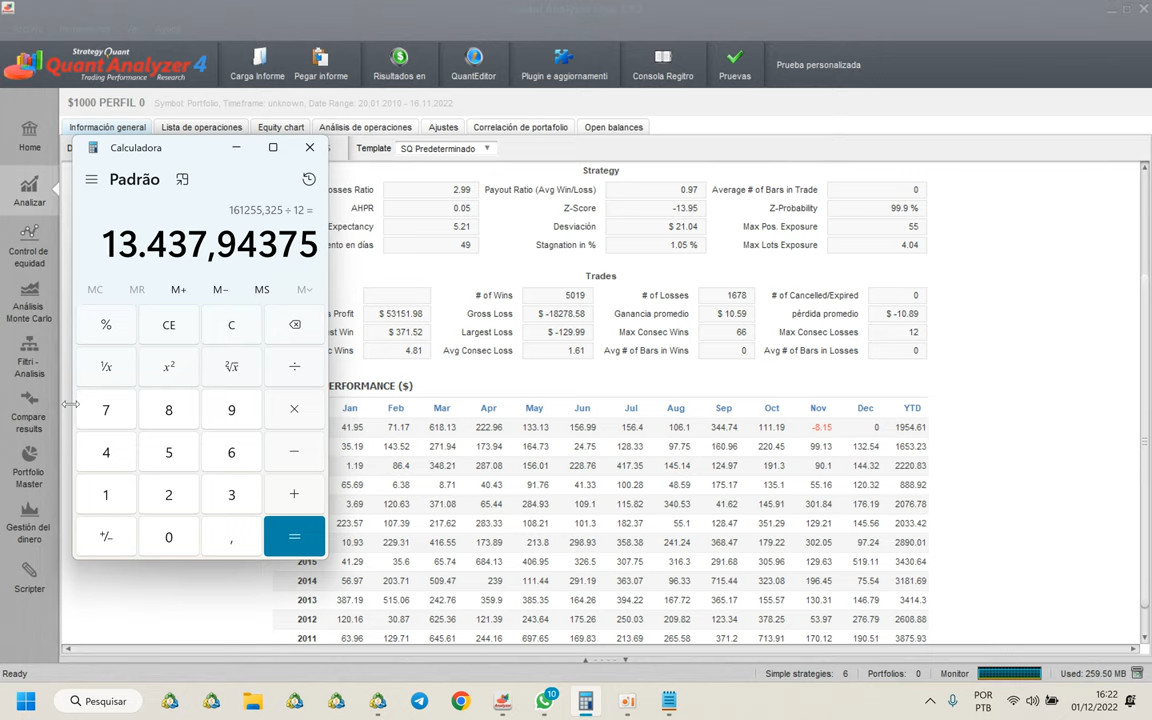 StrategyQuant
QuantAnalyzer 4
Trading Performance Research
Carga Informe
Pegar informe
Risultados en
QuantEditor
Plugin e aggiornamenti
Consola Regitro
Pruevas
Prueba personalizada
$1000 PERFIL 0 Symbol: Portfolio, Timeframe: unknown, Date Range: 20.01.2010 - 16.11.2022
Información general Lista de operaciones Equity chart Análisis de operaciones Ajustes Correlación de portafolio Open balances
Template SQ Predeterminado
Home
Analizar
Control de
equidad
Análisis
Monte Carlo
Filtri -
Analisis
Compare
results
Portfolio
Master
Gestión del
dinero
Scripter
Calculadora
Padrão
161255,325 ÷ 12 =
13.437,94375
MC MR M+ M− MS M˅
% CE C
¹/x x² ²√x ÷
7 8 9 ×
4 5 6 −
1 2 3 +
+/− 0 , =
Strategy
osses Ratio 2.99 Payout Ratio (Avg Win/Loss) 0.97 Average # of Bars in Trade 0
AHPR 0.05 Z-Score -13.95 Z-Probability 99.9 %
Expectancy 5.21 Desviación $ 21.04 Max Pos. Exposure 55
nto en días 49 Stagnation in % 1.05 % Max Lots Exposure 4.04
Trades
# of Wins 5019 # of Losses 1678 # of Cancelled/Expired 0
s Profit $ 53151.98 Gross Loss $ -18278.58 Ganancia promedio $ 10.59 pérdida promedio $ -10.89
est Win $ 371.52 Largest Loss $ -129.99 Max Consec Wins 66 Max Consec Losses 12
c Wins 4.81 Avg Consec Loss 1.61 Avg # of Bars in Wins 0 Avg # of Bars in Losses 0
ERFORMANCE ($)
Jan Feb Mar Apr May Jun Jul Aug Sep Oct Nov Dec YTD
41.95 71.17 618.13 222.96 133.13 156.99 156.4 106.1 344.74 111.19 -8.15 0 1954.61
35.19 143.52 271.94 173.94 164.73 24.75 128.33 97.75 160.96 220.45 99.13 132.54 1653.23
1.19 86.4 348.21 287.08 156.01 228.76 417.35 145.14 124.97 191.3 90.1 144.32 2220.83
65.69 6.38 8.71 40.43 91.76 41.33 100.28 48.59 175.17 135.1 55.16 120.32 888.92
3.69 120.63 371.08 65.44 284.93 109.1 115.82 340.53 41.62 145.91 301.84 176.19 2076.78
223.57 107.39 217.62 283.33 108.21 101.3 182.37 55.1 128.47 351.29 129.21 145.56 2033.42
10.93 229.31 416.55 173.89 213.8 298.93 358.38 241.24 368.47 179.22 302.05 97.24 2890.01
2015 41.29 35.6 65.74 684.13 406.95 326.5 307.75 316.3 291.68 305.96 129.63 519.11 3430.64
2014 56.97 203.71 509.47 239 111.44 291.19 363.07 96.33 715.44 323.08 196.45 75.54 3181.69
2013 387.19 515.06 242.76 359.9 385.35 164.26 394.22 167.72 365.17 155.57 130.31 146.79 3414.3
2012 120.16 30.87 625.36 121.39 243.64 175.26 250.03 209.82 123.34 378.25 53.97 276.79 2608.88
2011 63.96 129.71 645.61 244.16 697.65 169.83 213.69 265.58 371.2 713.91 170.12 190.51 3875.93
Ready
Simple strategies: 6 Portfolios: 0 Monitor Used: 259.50 MB
Pesquisar
10
POR
PTB
16:22
01/12/2022